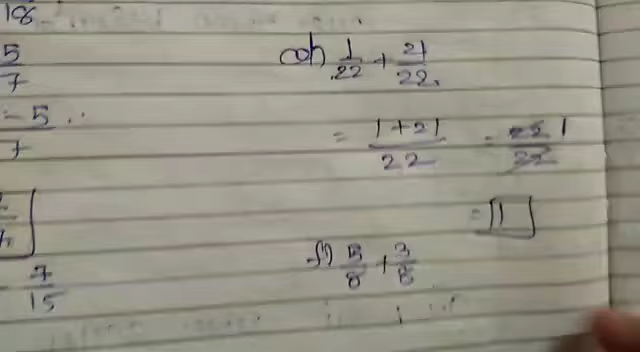 18
5/7
-5/7
7/15
1/22 + 21/22
= 1+21/22 = 22/22 1
= 1
5/8 + 3/8